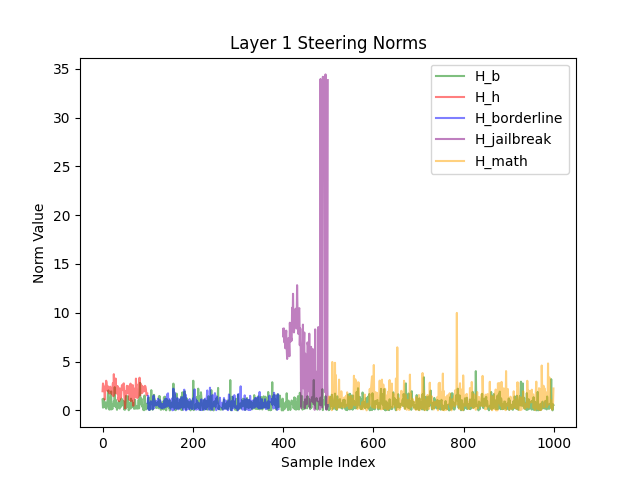 Layer 1 Steering Norms
35
30
25
20
15
10
5
0
Norm Value
H_b
H_h
H_borderline
H_jailbreak
H_math
0 200 400 600 800 1000
Sample Index